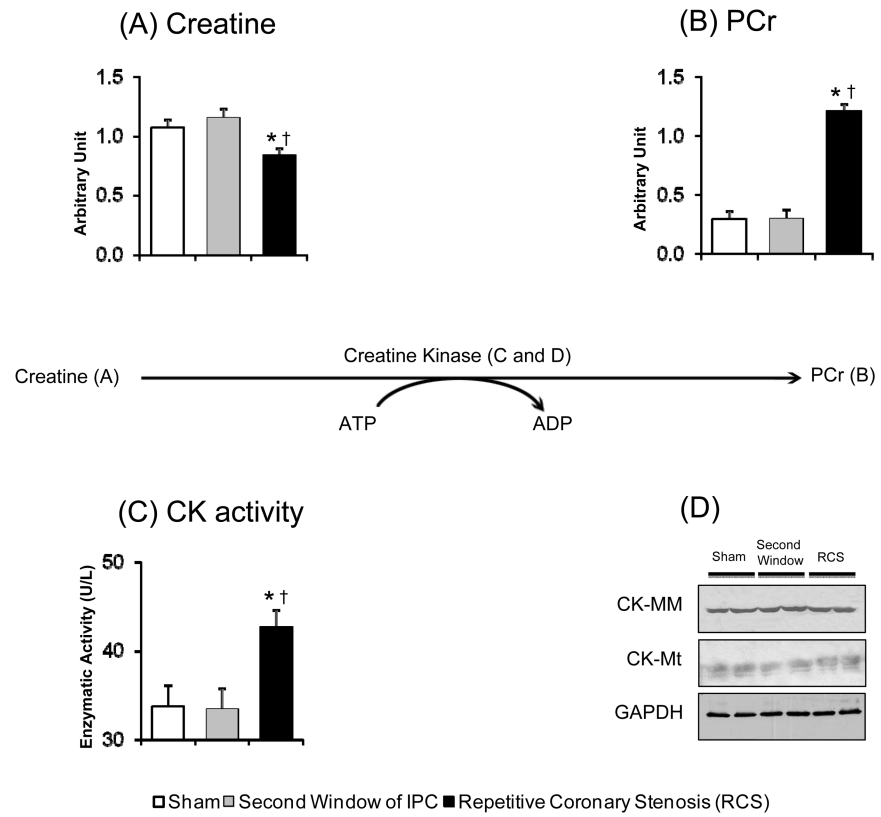 (A) Creatine
(B) PCr
1.5
1.0
0.5
0.0
Arbitrary Unit
* †
1.5
1.0
0.5
0.0
Arbitrary Unit
* †
Creatine Kinase (C and D)
Creatine (A)
PCr (B)
ATP
ADP
(C) CK activity
(D)
50
40
30
Enzymatic Activity (U/L)
* †
Sham
Second
Window
RCS
CK-MM
CK-Mt
GAPDH
Sham Second Window of IPC Repetitive Coronary Stenosis (RCS)